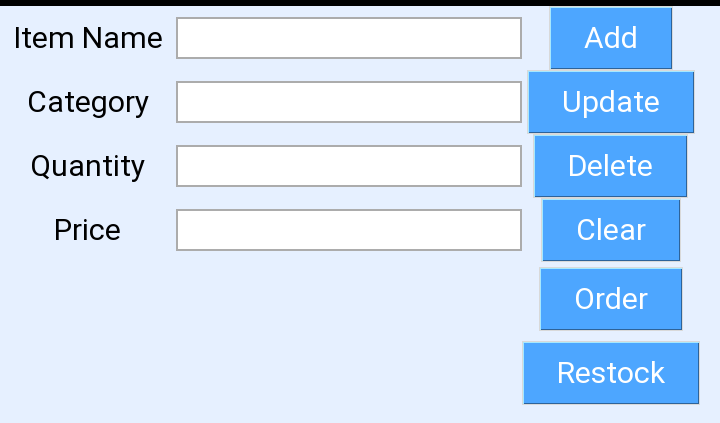 Item Name Add
Category Update
Quantity Delete
Price Clear
Order
Restock